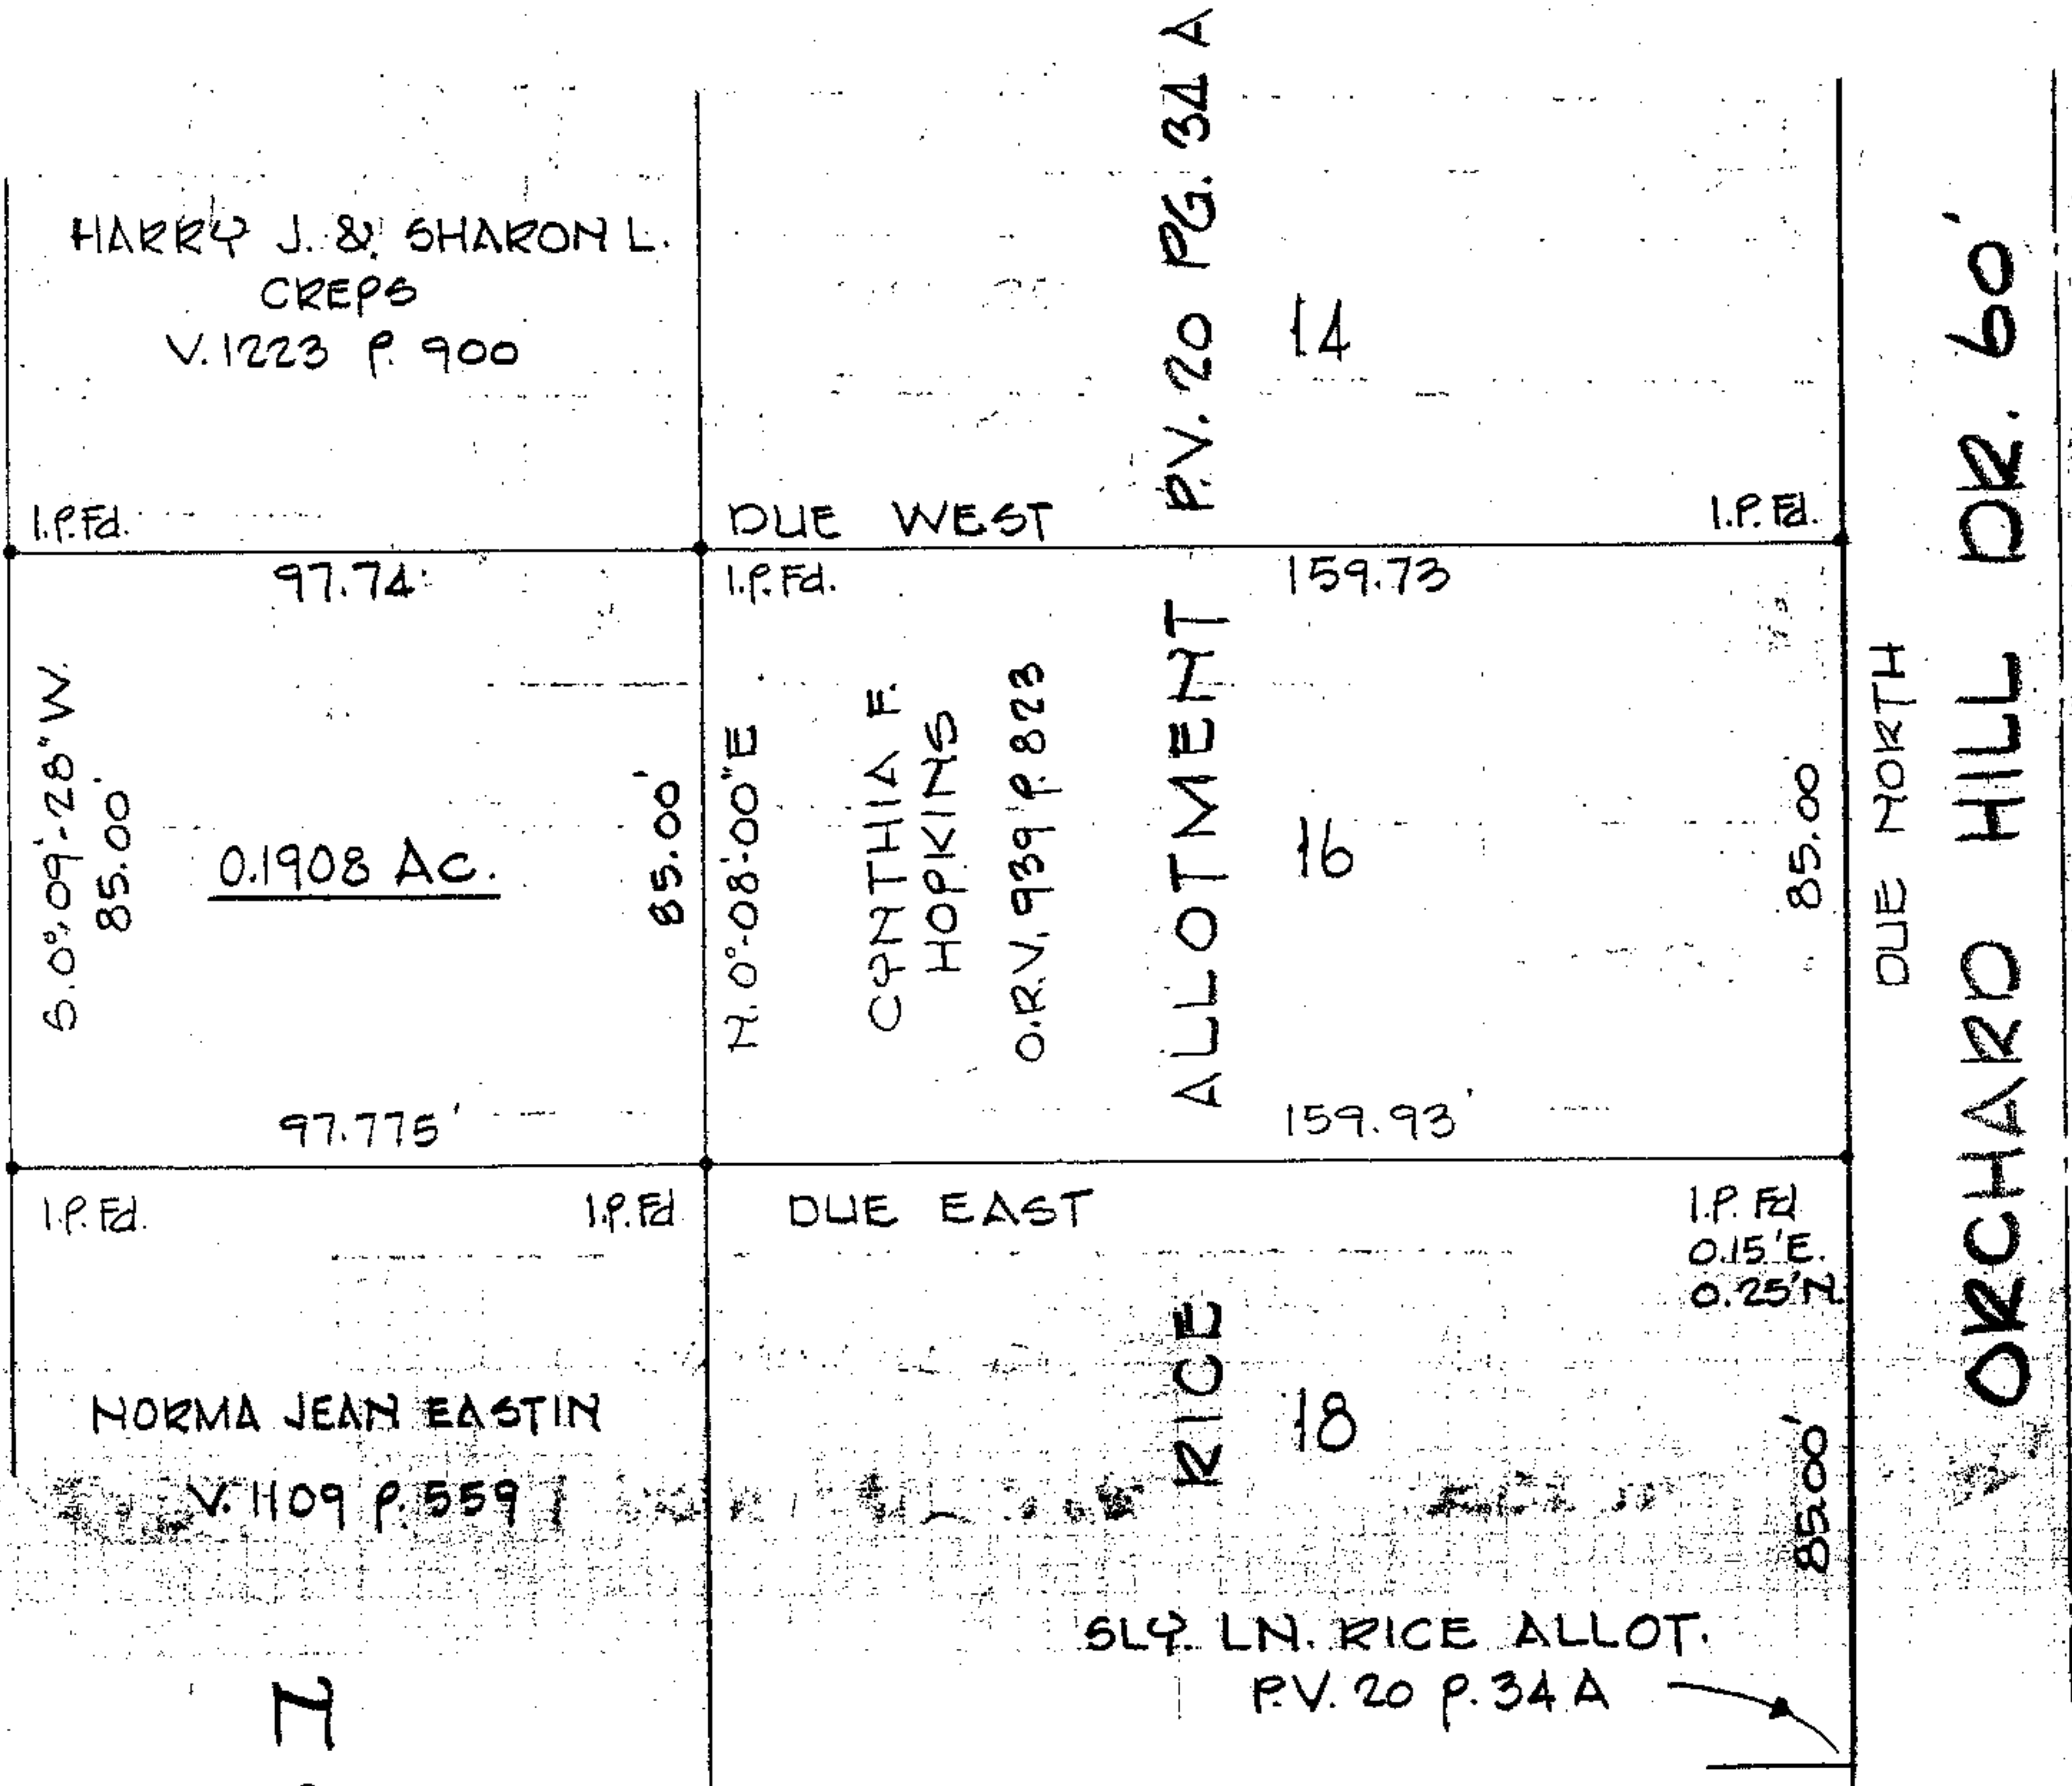 HARRY J. & SHARON L.
CREPS
V. 1223 P. 900
P.V. 20 PG. 34 A
14
ORCHARD HILL DR. 60'
I.P. Fd.
DUE WEST
I.P. Fd.
97.74'
I.P. Fd.
159.73
S. 0°-09'-28" W.
85.00'
0.1908 AC.
85.00'
N. 0°-08'-00" E
CYNTHIA F.
HOPKINS
O.R.V. 939 P. 823
RICE ALLOTMENT
16
85.00
DUE NORTH
97.775'
159.93'
I.P. Fd.
I.P. Fd
DUE EAST
I.P. Fd
0.15' E.
0.25' N.
NORMA JEAN EASTIN
V. 1109 P. 559
18
85.00'
SLY. LN. RICE ALLOT.
P.V. 20 P. 34 A
N